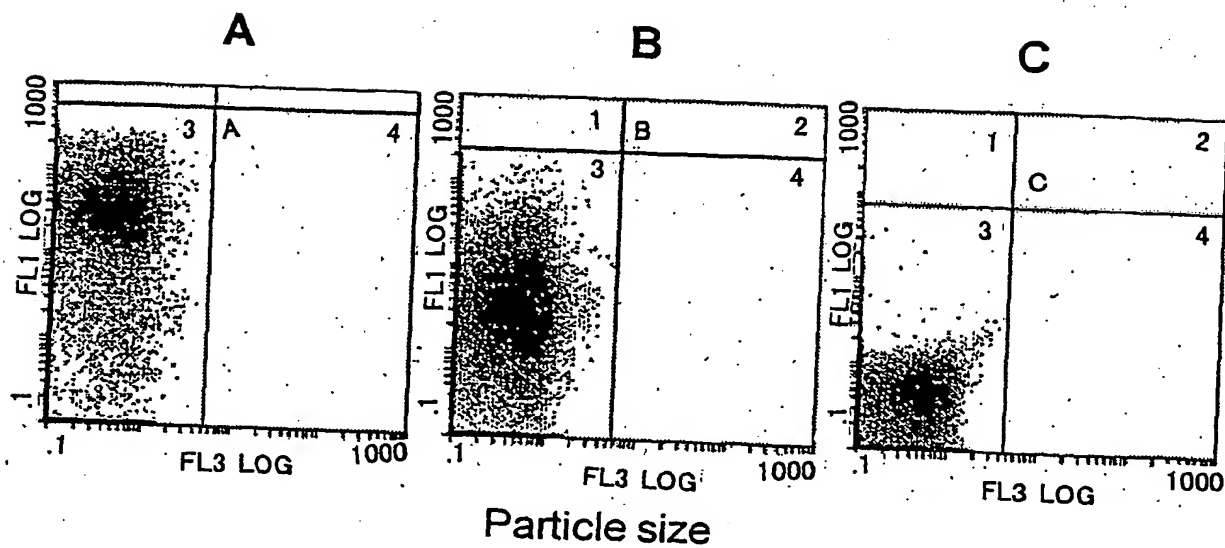 A
B
C
1000
3
A
4
FL1 LOG
.1
.1
1000
FL3 LOG
1000
1
B
2
3
4
FL1 LOG
.1
.1
1000
FL3 LOG
1000
1
2
C
3
4
FL1 LOG
.1
.1
1000
FL3 LOG
Particle size